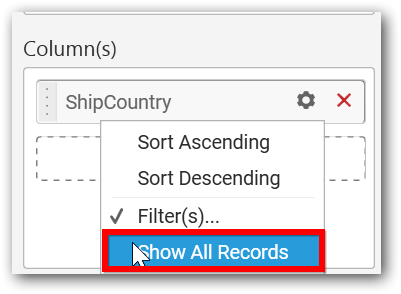 Column(s)
ShipCountry
Sort Ascending
Sort Descending
Filter(s)...
Show All Records